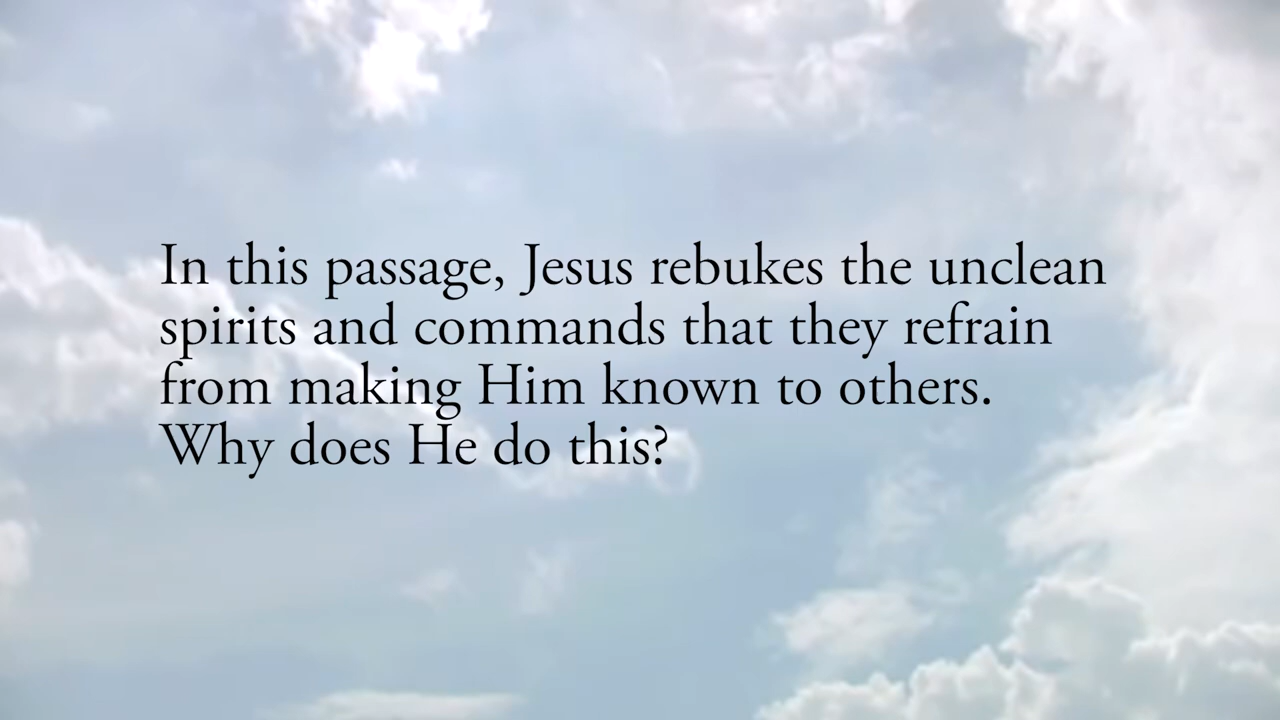 In this passage, Jesus rebukes the unclean
spirits and commands that they refrain
from making Him known to others.
Why does He do this?